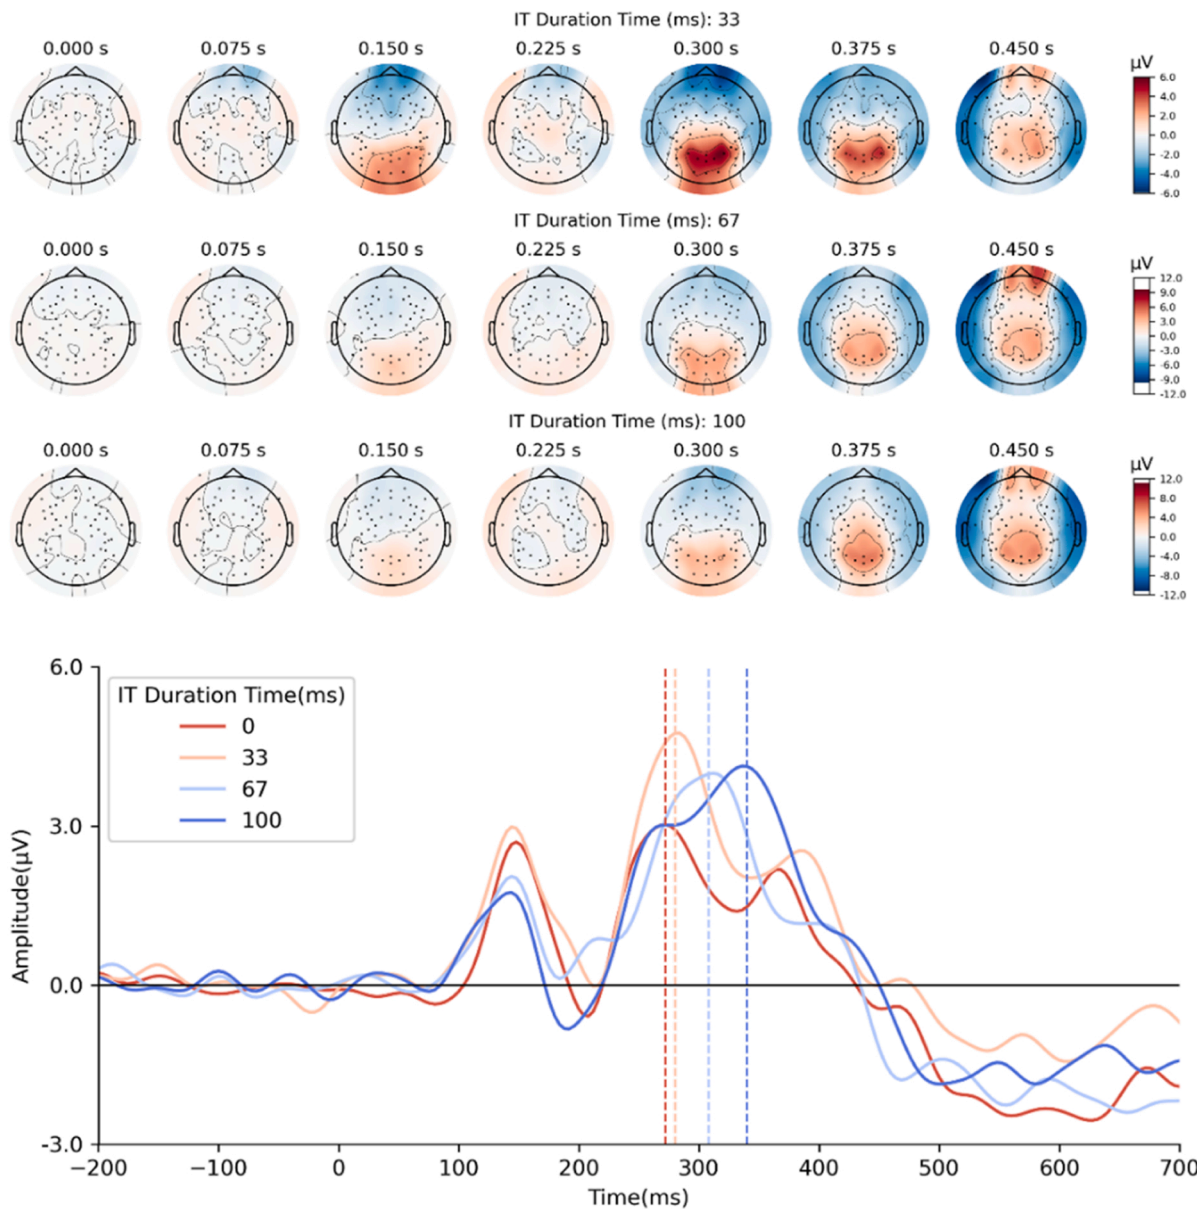 IT Duration Time (ms): 33
0.000 s 0.075 s 0.150 s 0.225 s 0.300 s 0.375 s 0.450 s
µV
6.0
4.0
2.0
0.0
-2.0
-4.0
-6.0
IT Duration Time (ms): 67
0.000 s 0.075 s 0.150 s 0.225 s 0.300 s 0.375 s 0.450 s
µV
12.0
9.0
6.0
3.0
0.0
-3.0
-6.0
-9.0
-12.0
IT Duration Time (ms): 100
0.000 s 0.075 s 0.150 s 0.225 s 0.300 s 0.375 s 0.450 s
µV
12.0
8.0
4.0
0.0
-4.0
-8.0
-12.0
6.0
3.0
0.0
-3.0
Amplitude(µV)
IT Duration Time(ms)
0
33
67
100
−200 −100 0 100 200 300 400 500 600 700
Time(ms)